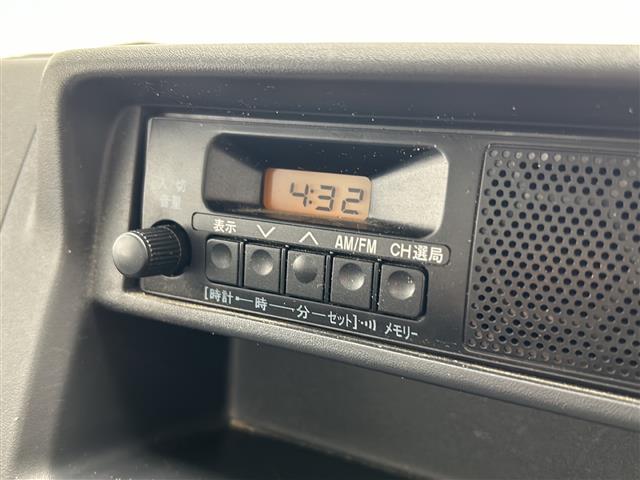 4:32
入 切
音量
表示 ∨ ∧ AM/FM CH選局
[時計 時 分 セット] メモリー